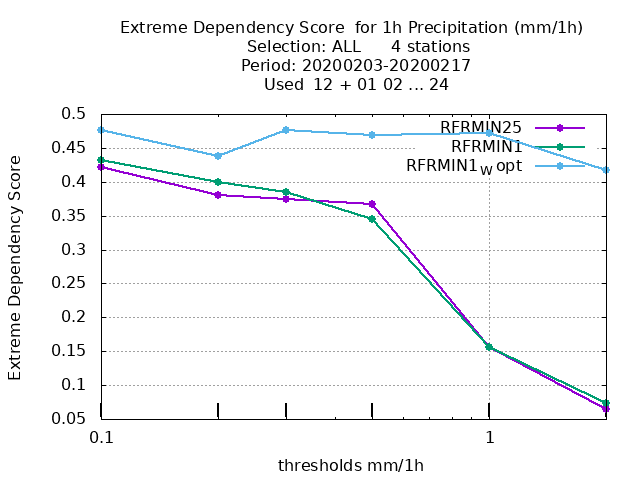 Extreme Dependency Score  for 1h Precipitation (mm/1h)
Selection: ALL      4 stations
Period: 20200203-20200217
Used  12 + 01 02 ... 24
RFRMIN25
RFRMIN1
RFRMIN1W opt
Extreme Dependency Score
0.5
0.45
0.4
0.35
0.3
0.25
0.2
0.15
0.1
0.05
0.1
1
thresholds mm/1h